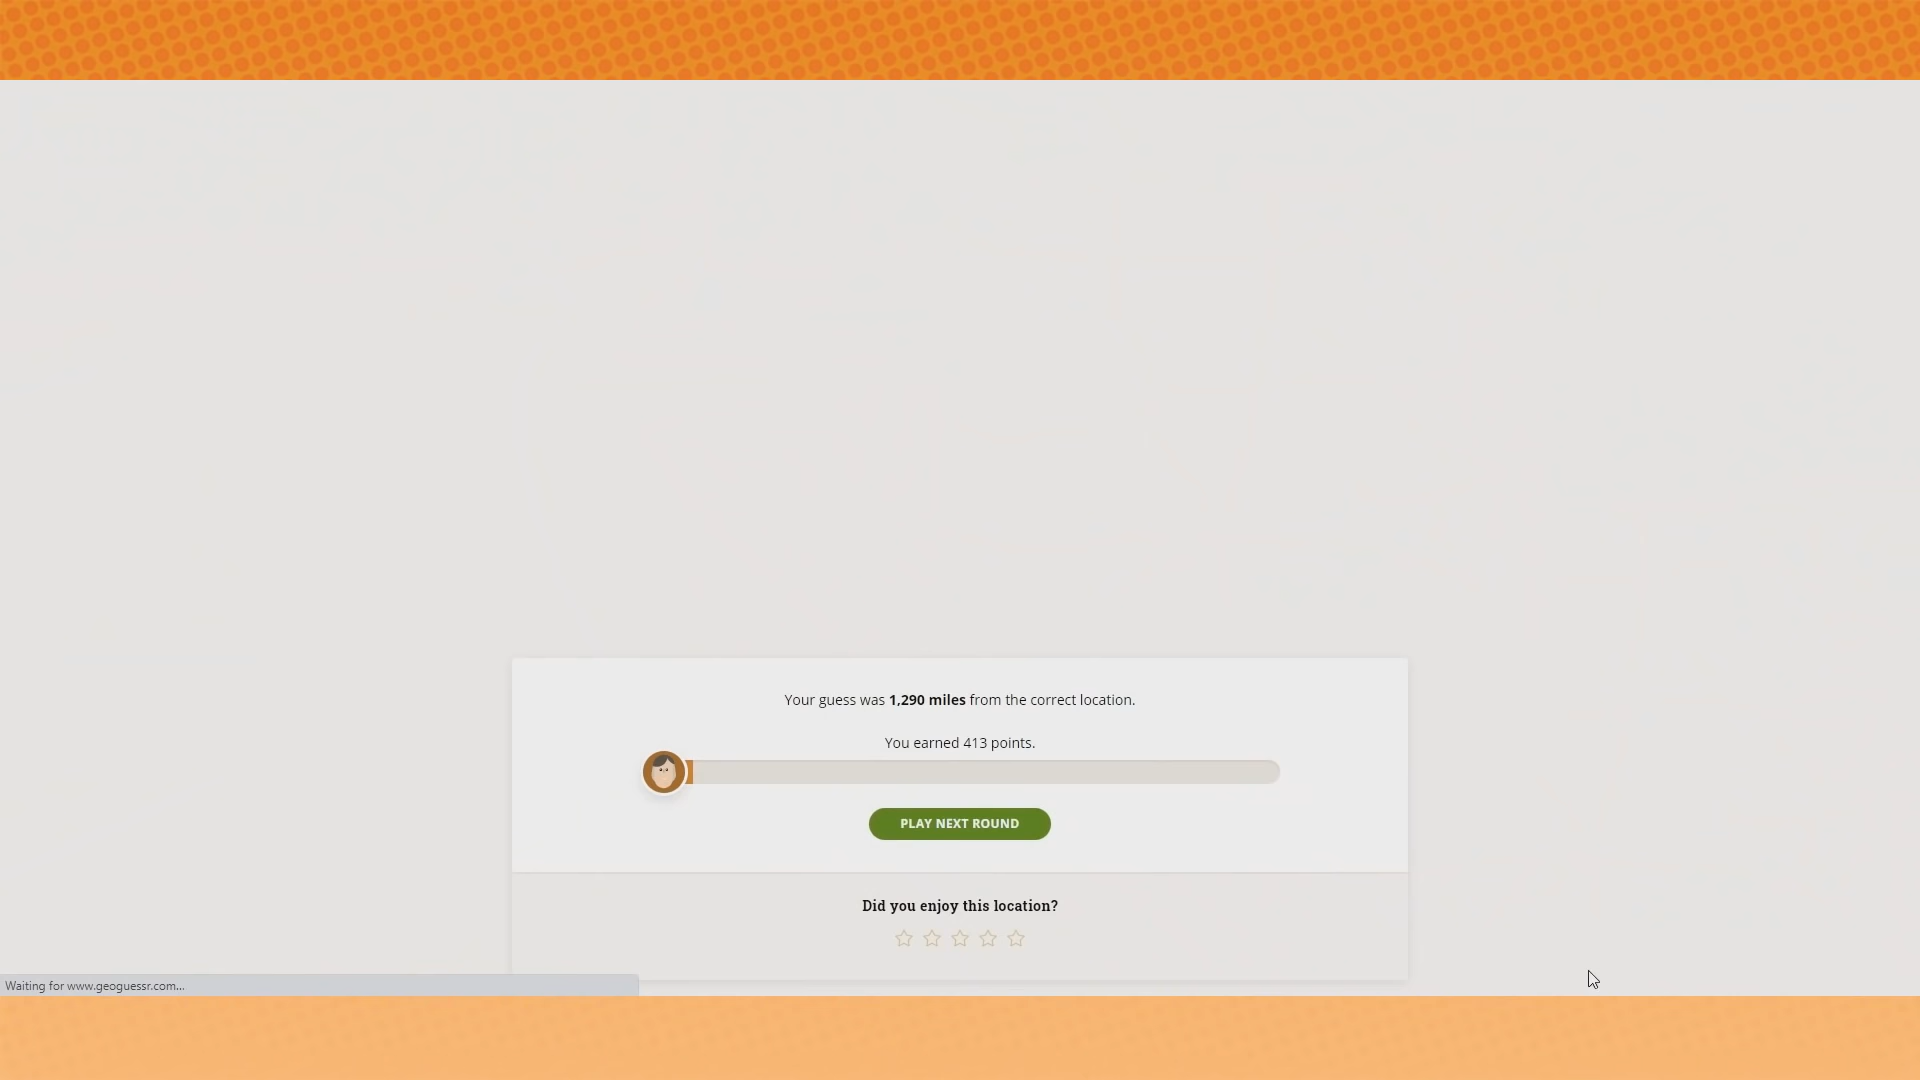 Your guess was 1,290 miles from the correct location.
You earned 413 points.
PLAY NEXT ROUND
Did you enjoy this location?
Waiting for www.geoguessr.com...